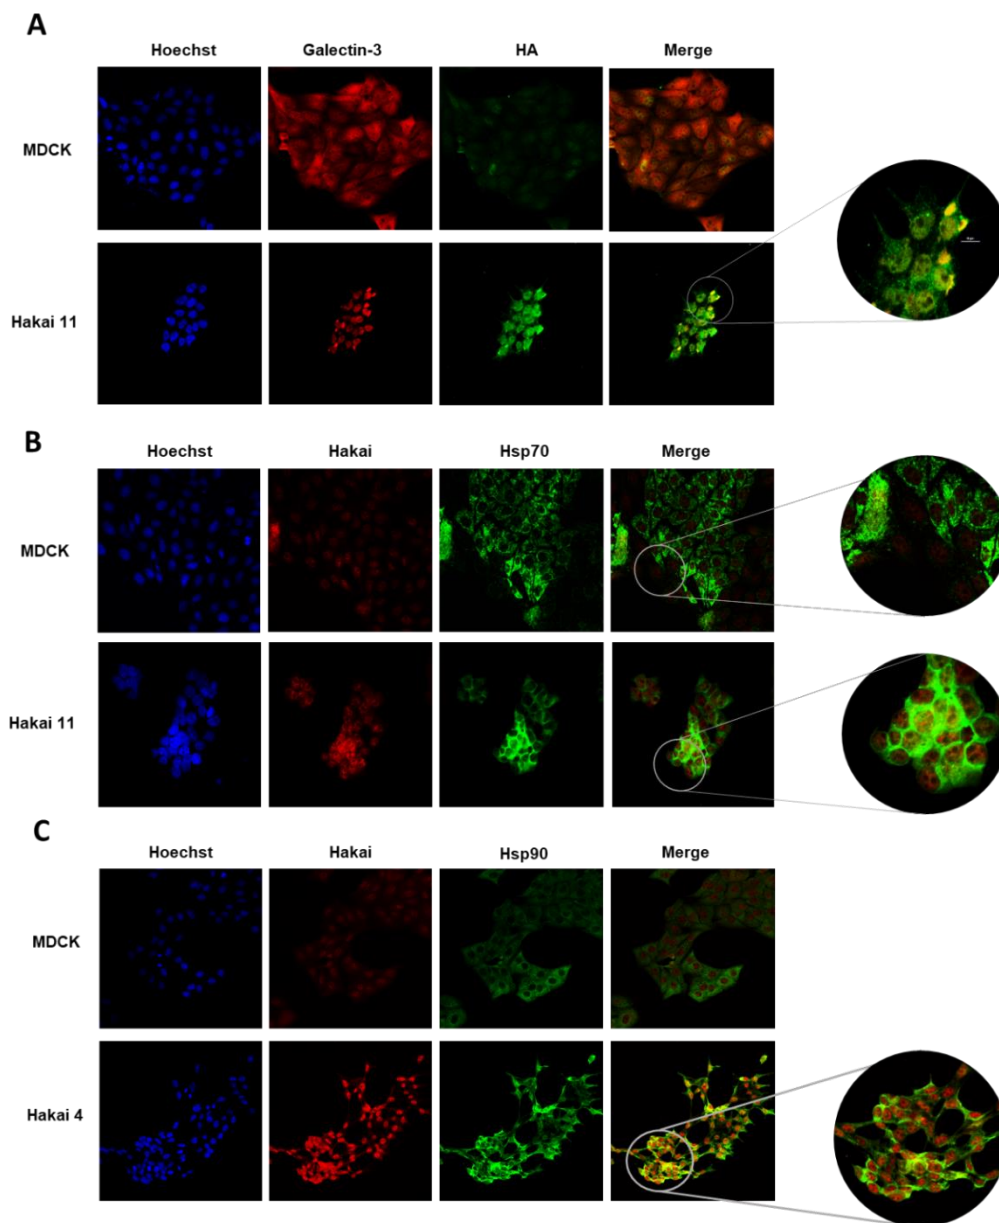 A
Hoechst Galectin-3 HA Merge
MDCK
Hakai 11
B
Hoechst Hakai Hsp70 Merge
MDCK
Hakai 11
C
Hoechst Hakai Hsp90 Merge
MDCK
Hakai 4